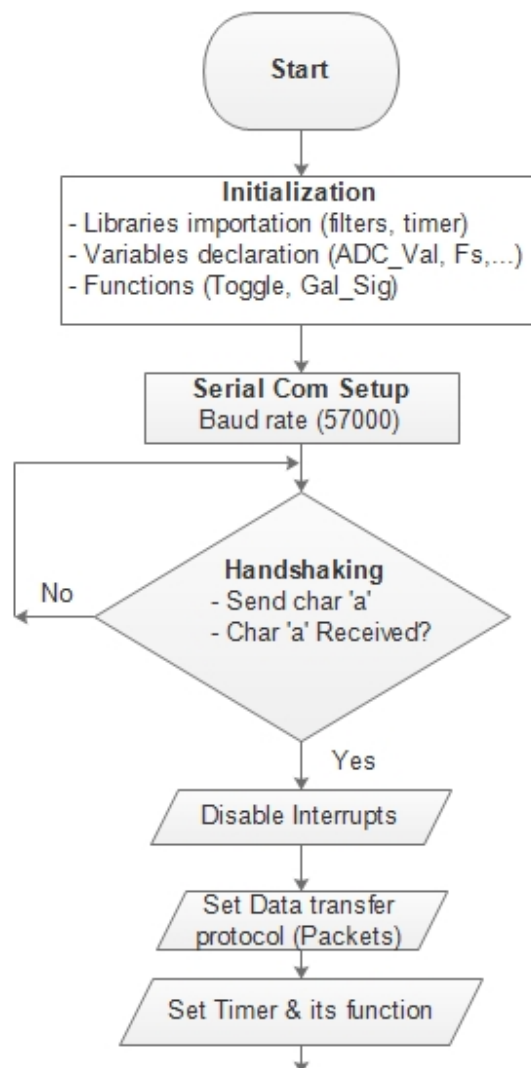 Start
Initialization
- Libraries importation (filters, timer)
- Variables declaration (ADC_Val, Fs,...)
- Functions (Toggle, Gal_Sig)
Serial Com Setup
Baud rate (57000)
Handshaking
- Send char 'a'
- Char 'a' Received?
No
Yes
Disable Interrupts
Set Data transfer
protocol (Packets)
Set Timer & its function